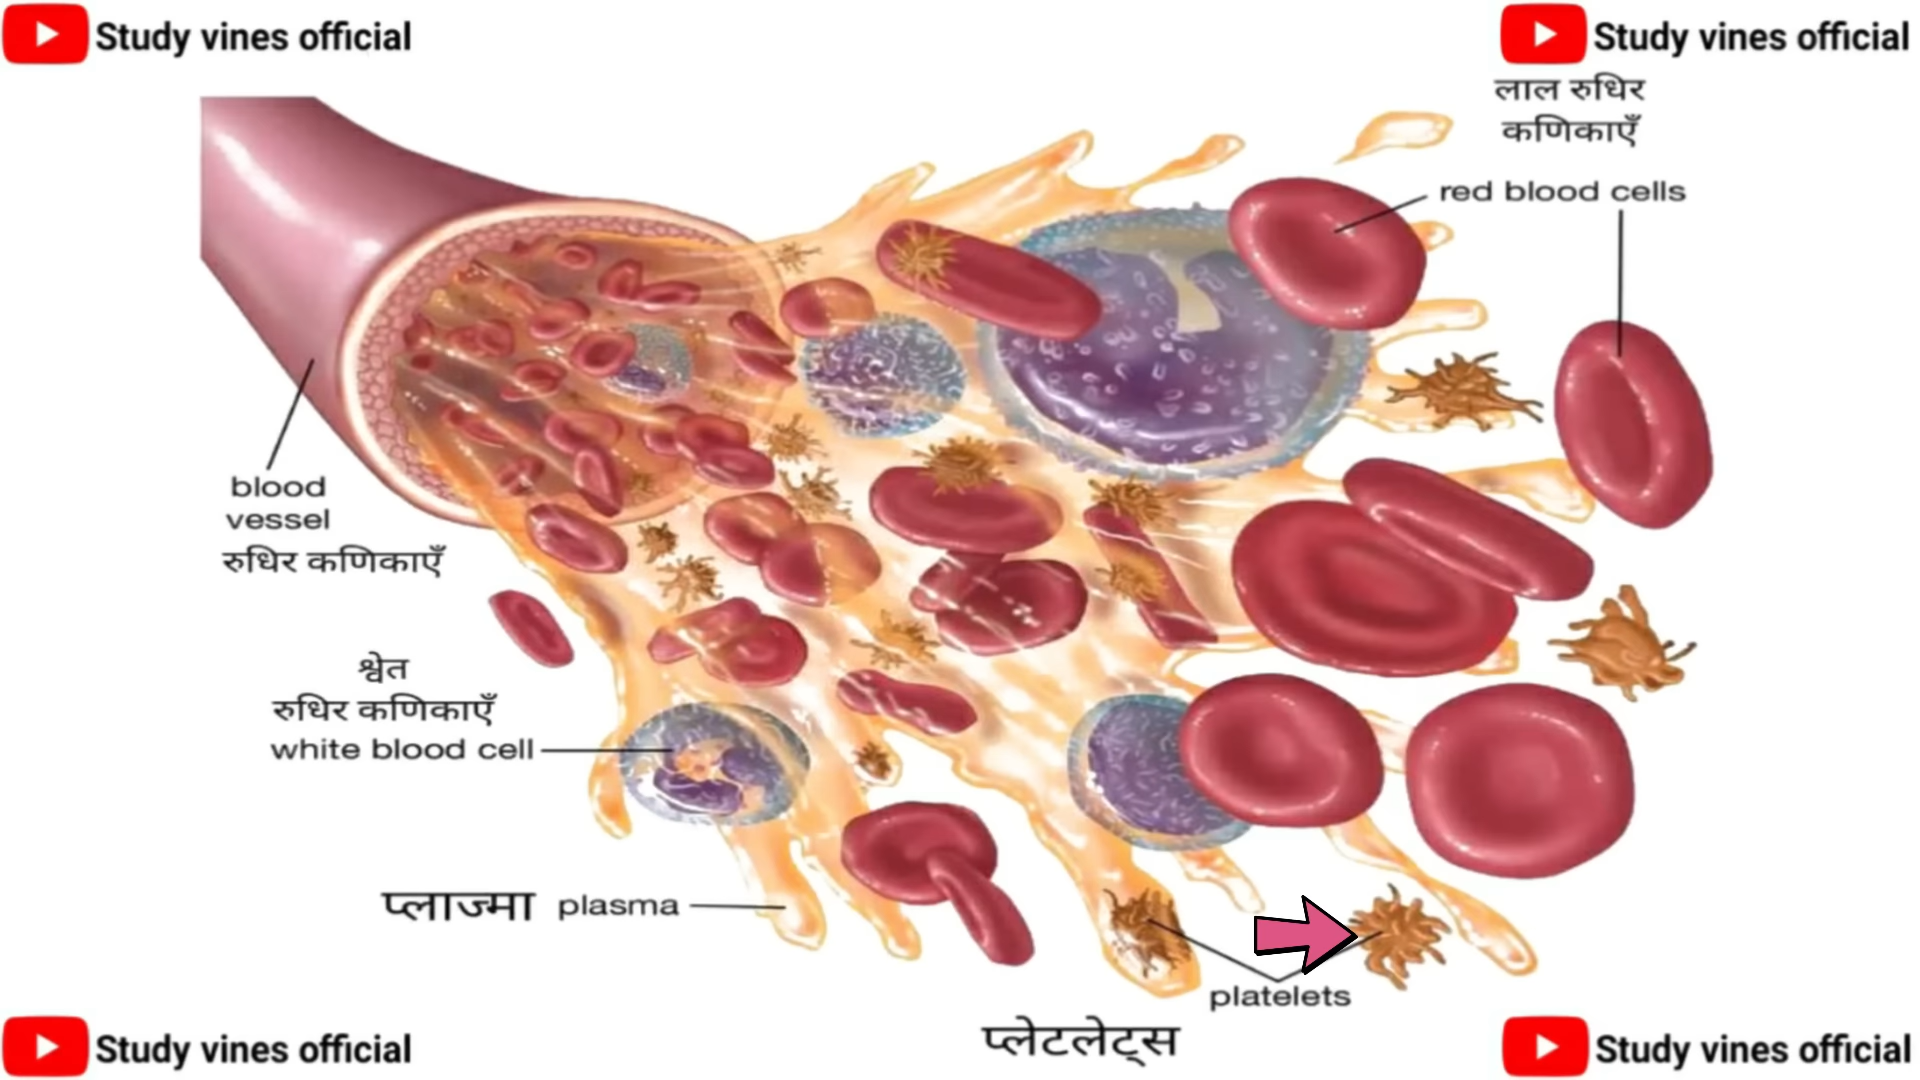 Study vines official
Study vines official
लाल रुधिर
कणिकाएँ
red blood cells
blood
vessel
रुधिर कणिकाएँ
श्वेत
रुधिर कणिकाएँ
white blood cell
प्लाज्मा plasma
platelets
प्लेटलेट्स
Study vines official
Study vines official